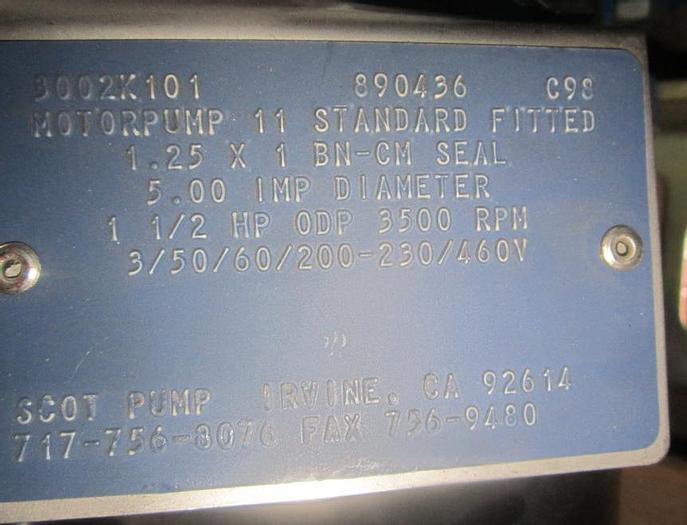 3002K101 890436 C98
MOTORPUMP 11 STANDARD FITTED
1.25 X 1 BN-CM SEAL
5.00 IMP DIAMETER
1 1/2 HP ODP 3500 RPM
3/50/60/200-230/460V
SCOT PUMP IRVINE, CA 92614
717-756-8076 FAX 756-9480